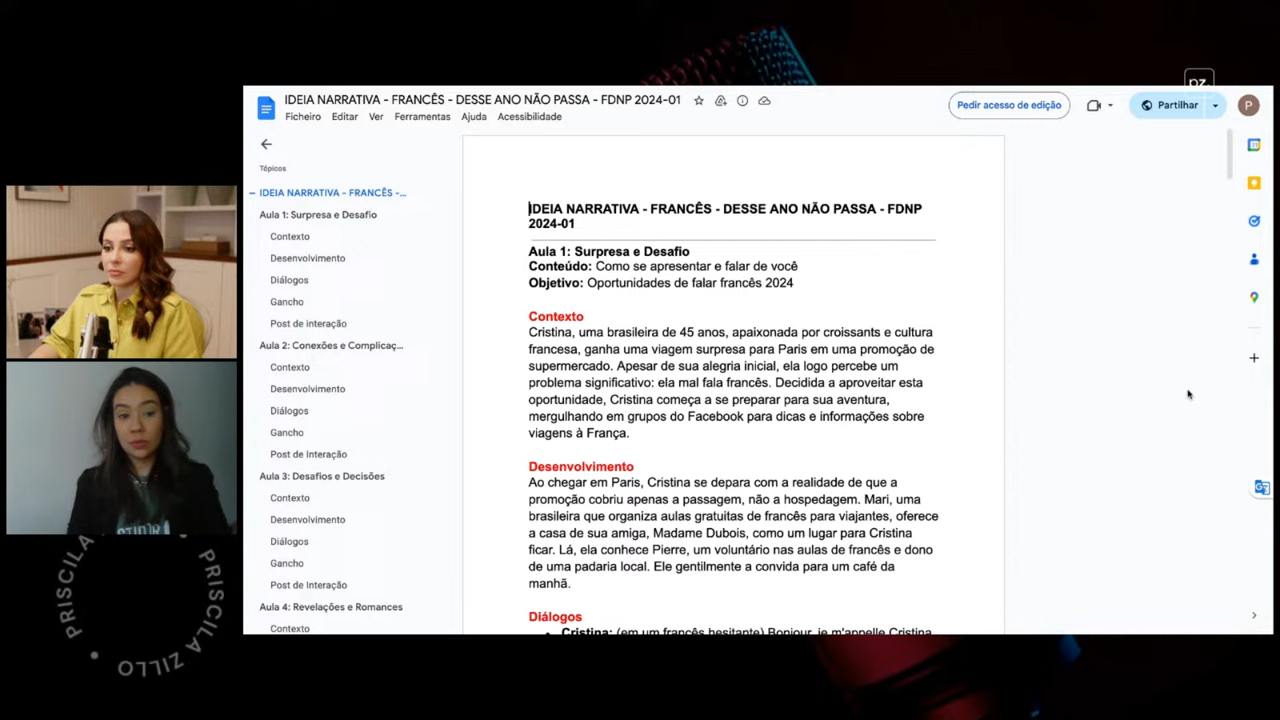 pz
IDEIA NARRATIVA - FRANCÊS - DESSE ANO NÃO PASSA - FDNP 2024-01
Ficheiro Editar Ver Ferramentas Ajuda Acessibilidade
Pedir acesso de edição
Partilhar
P
Tópicos
IDEIA NARRATIVA - FRANCÊS -...
Aula 1: Surpresa e Desafio
Contexto
Desenvolvimento
Diálogos
Gancho
Post de interação
Aula 2: Conexões e Complicaç...
Contexto
Desenvolvimento
Diálogos
Gancho
Post de interação
Aula 3: Desafios e Decisões
Contexto
Desenvolvimento
Diálogos
Gancho
Post de Interação
Aula 4: Revelações e Romances
Contexto
IDEIA NARRATIVA - FRANCÊS - DESSE ANO NÃO PASSA - FDNP
2024-01
Aula 1: Surpresa e Desafio
Conteúdo: Como se apresentar e falar de você
Objetivo: Oportunidades de falar francês 2024
Contexto
Cristina, uma brasileira de 45 anos, apaixonada por croissants e cultura
francesa, ganha uma viagem surpresa para Paris em uma promoção de
supermercado. Apesar de sua alegria inicial, ela logo percebe um
problema significativo: ela mal fala francês. Decidida a aproveitar esta
oportunidade, Cristina começa a se preparar para sua aventura,
mergulhando em grupos do Facebook para dicas e informações sobre
viagens à França.
Desenvolvimento
Ao chegar em Paris, Cristina se depara com a realidade de que a
promoção cobriu apenas a passagem, não a hospedagem. Mari, uma
brasileira que organiza aulas gratuitas de francês para viajantes, oferece
a casa de sua amiga, Madame Dubois, como um lugar para Cristina
ficar. Lá, ela conhece Pierre, um voluntário nas aulas de francês e dono
de uma padaria local. Ele gentilmente a convida para um café da
manhã.
Diálogos
Cristina: (em um francês hesitante) Bonjour, je m'appelle Cristina
PRISCILA PRISCILA ZILLO